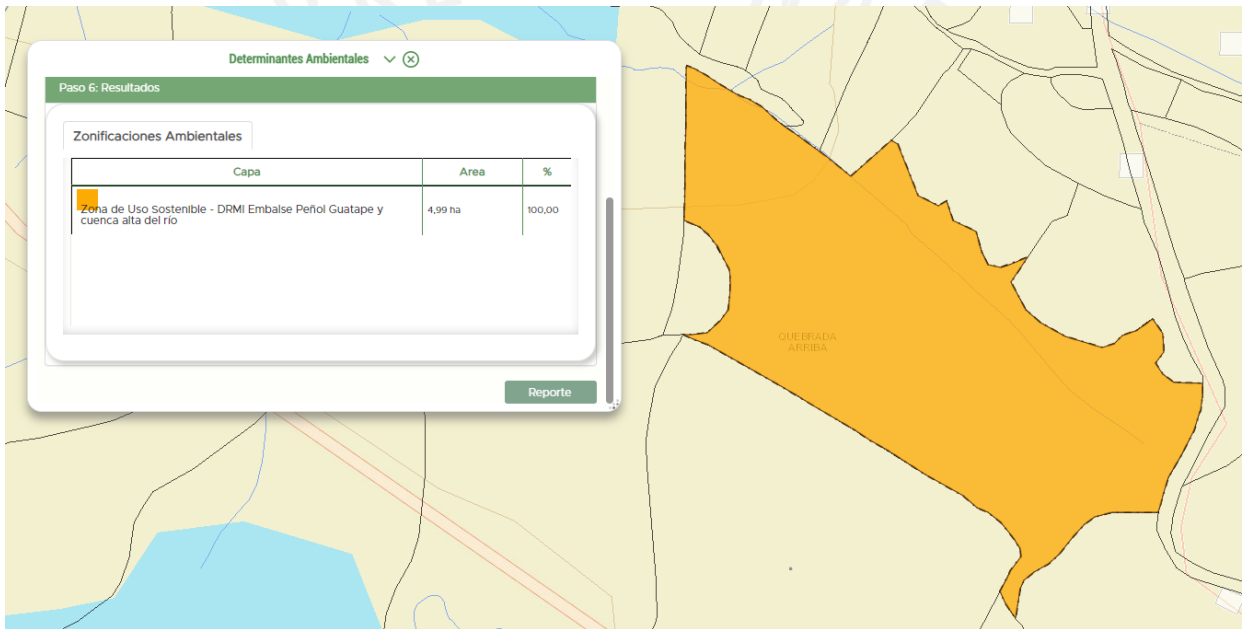 Determinantes Ambientales
Paso 6: Resultados
Zonificaciones Ambientales
Capa Area %
Zona de Uso Sostenible - DRMI Embalse Peñol Guatape y 4,99 ha 100,00
cuenca alta del río
Reporte
QUEBRADA
ARRIBA